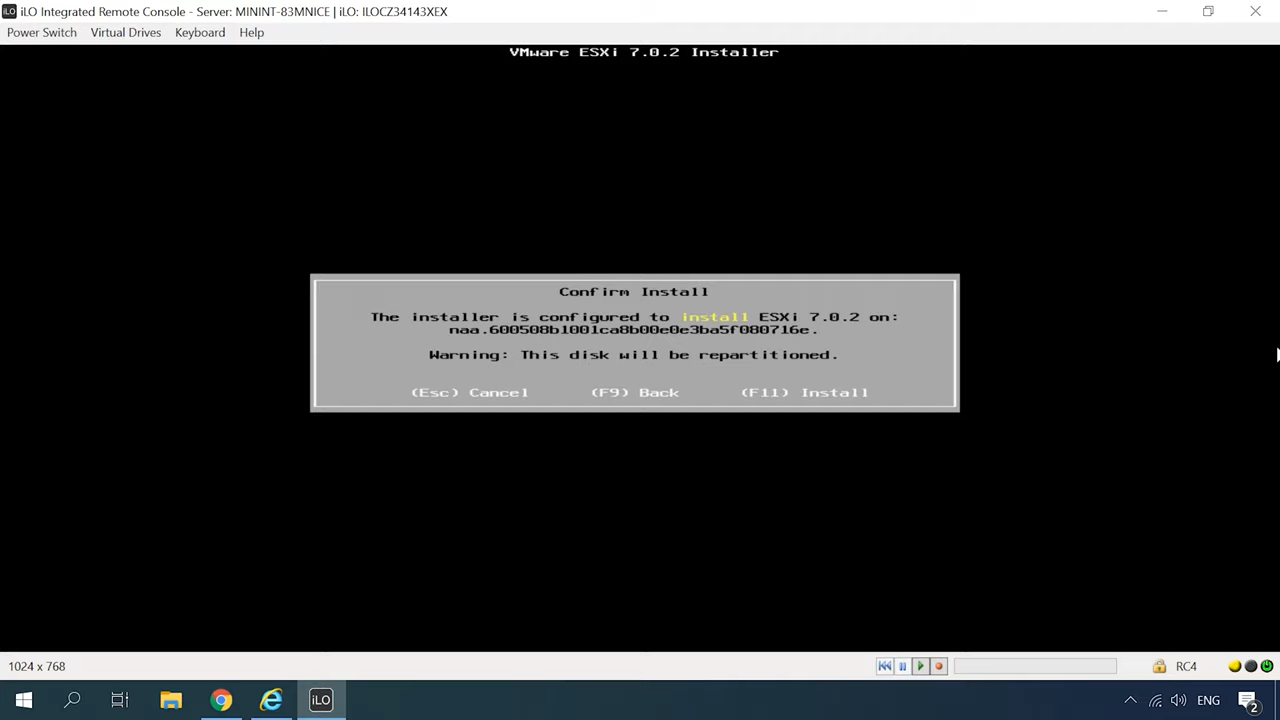 iLO iLO Integrated Remote Console - Server: MININT-83MNICE | iLO: ILOCZ34143XEX
Power Switch Virtual Drives Keyboard Help
VMware ESXi 7.0.2 Installer
Confirm Install
The installer is configured to install ESXi 7.0.2 on:
naa.600508b1001ca8b00e0e3ba5f080716e.
Warning: This disk will be repartitioned.
(Esc) Cancel (F9) Back (F11) Install
1024 x 768 RC4
iLO ENG 2